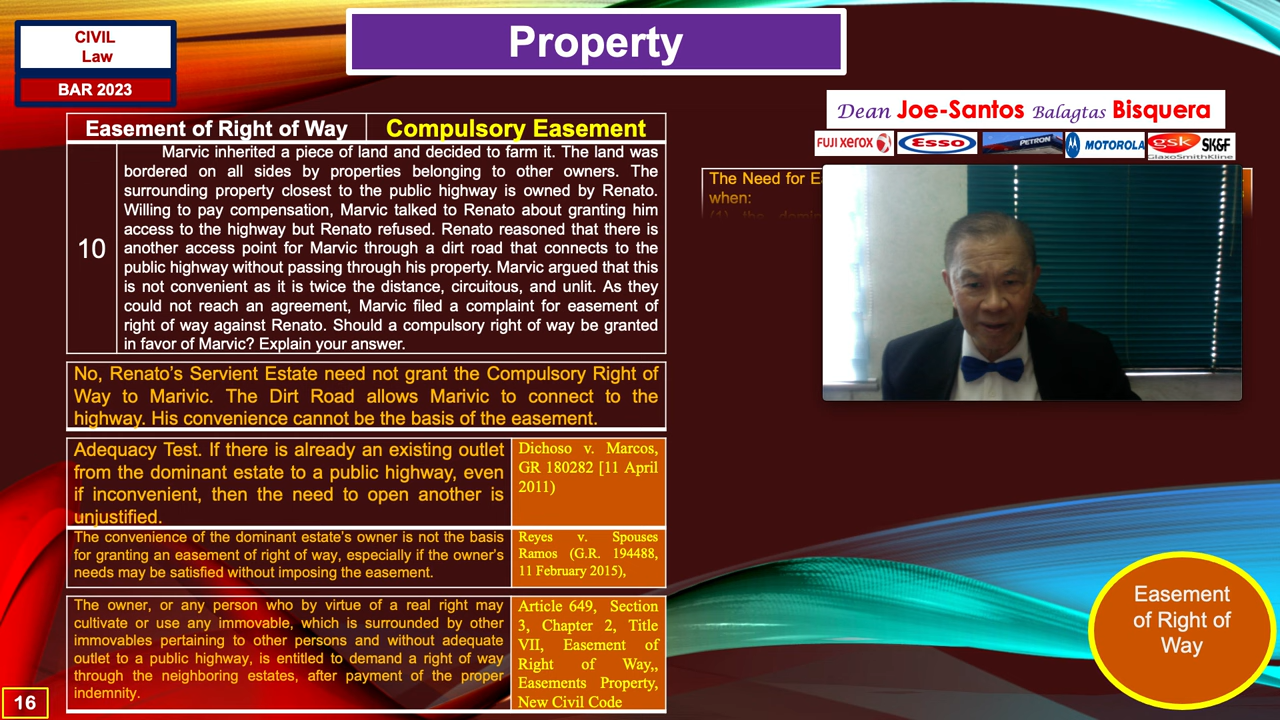 CIVIL
Law
BAR 2023
Property
Dean Joe-Santos Balagtas Bisquera
FUJI XEROX
ESSO
PETRON
MOTOROLA
gsk
GlaxoSmithKline
SK&F
Easement of Right of Way
Compulsory Easement
10
Marvic inherited a piece of land and decided to farm it. The land was
bordered on all sides by properties belonging to other owners. The
surrounding property closest to the public highway is owned by Renato.
Willing to pay compensation, Marvic talked to Renato about granting him
access to the highway but Renato refused. Renato reasoned that there is
another access point for Marvic through a dirt road that connects to the
public highway without passing through his property. Marvic argued that this
is not convenient as it is twice the distance, circuitous, and unlit. As they
could not reach an agreement, Marvic filed a complaint for easement of
right of way against Renato. Should a compulsory right of way be granted
in favor of Marvic? Explain your answer.
No, Renato's Servient Estate need not grant the Compulsory Right of
Way to Marivic. The Dirt Road allows Marivic to connect to the
highway. His convenience cannot be the basis of the easement.
Adequacy Test. If there is already an existing outlet
from the dominant estate to a public highway, even
if inconvenient, then the need to open another is
unjustified.
Dichoso v. Marcos,
GR 180282 [11 April
2011)
The convenience of the dominant estate's owner is not the basis
for granting an easement of right of way, especially if the owner's
needs may be satisfied without imposing the easement.
Reyes v. Spouses
Ramos (G.R. 194488,
11 February 2015),
The owner, or any person who by virtue of a real right may
cultivate or use any immovable, which is surrounded by other
immovables pertaining to other persons and without adequate
outlet to a public highway, is entitled to demand a right of way
through the neighboring estates, after payment of the proper
indemnity.
Article 649, Section
3, Chapter 2, Title
VII, Easement of
Right of Way,,
Easements Property,
New Civil Code
The Need for
when:
(1) the
Easement
of Right of
Way
16